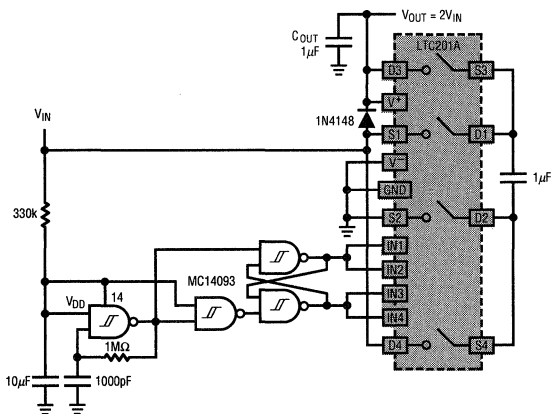 V_OUT = 2V_IN
C_OUT
1µF
LTC201A
D3
S3
V+
1N4148
S1
D1
V_IN
V−
1µF
GND
330k
S2
D2
MC14093
IN1
IN2
V_DD
14
IN3
IN4
1MΩ
D4
S4
10µF
1000pF